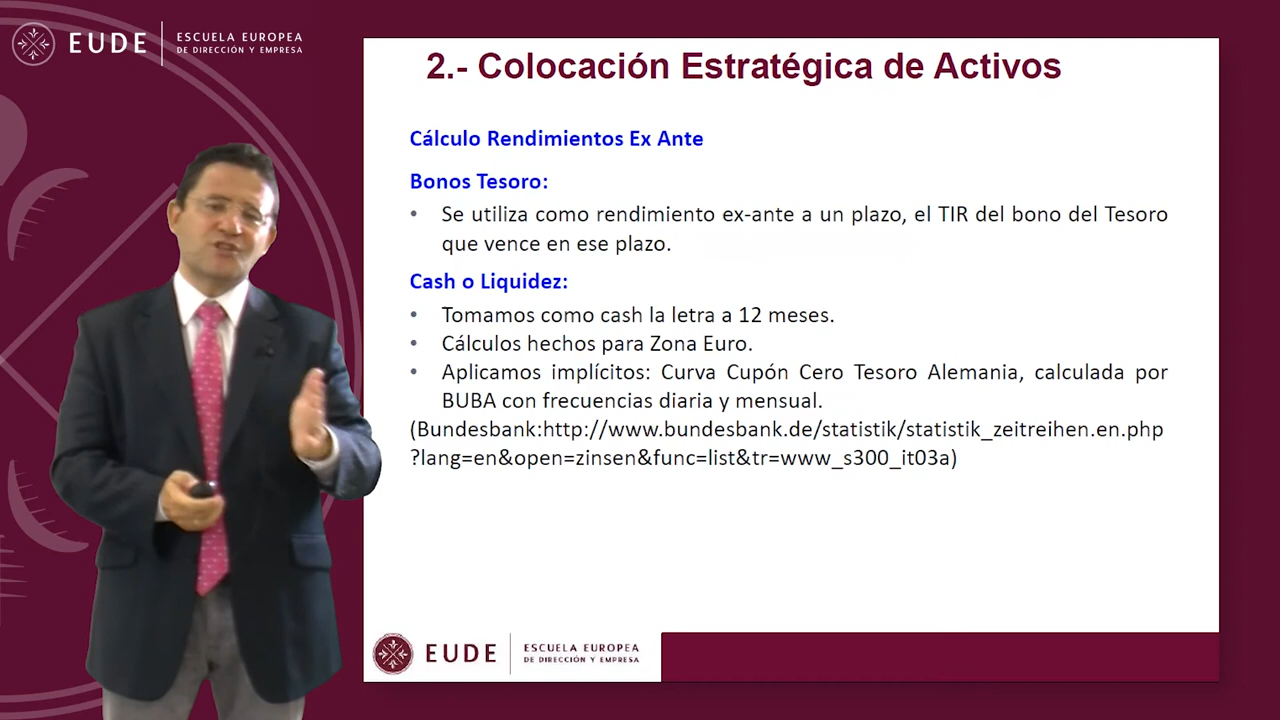 EUDE
ESCUELA EUROPEA
DE DIRECCIÓN Y EMPRESA
2.- Colocación Estratégica de Activos
Cálculo Rendimientos Ex Ante
Bonos Tesoro:
• Se utiliza como rendimiento ex-ante a un plazo, el TIR del bono del Tesoro
que vence en ese plazo.
Cash o Liquidez:
• Tomamos como cash la letra a 12 meses.
• Cálculos hechos para Zona Euro.
• Aplicamos implícitos: Curva Cupón Cero Tesoro Alemania, calculada por
BUBA con frecuencias diaria y mensual.
(Bundesbank:http://www.bundesbank.de/statistik/statistik_zeitreihen.en.php
?lang=en&open=zinsen&func=list&tr=www_s300_it03a)
EUDE
ESCUELA EUROPEA
DE DIRECCIÓN Y EMPRESA